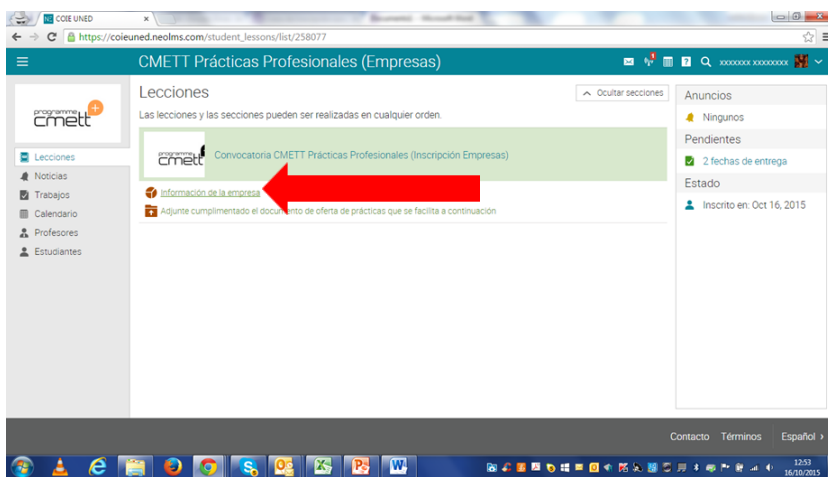 COIE UNED
https://coieuned.neolms.com/student_lessons/list/258077
CMETT Prácticas Profesionales (Empresas)
xxxxxxx xxxxxxxx
programme
cmett
Lecciones
Noticias
Trabajos
Calendario
Profesores
Estudiantes
Lecciones
Ocultar secciones
Las lecciones y las secciones pueden ser realizadas en cualquier orden.
programme
cmett
Convocatoria CMETT Prácticas Profesionales (Inscripción Empresas)
Información de la empresa
Adjunte cumplimentado el documento de oferta de prácticas que se facilita a continuación
Anuncios
Ningunos
Pendientes
2 fechas de entrega
Estado
Inscrito en: Oct 16, 2015
Contacto Términos Español ›
12:53
16/10/2015